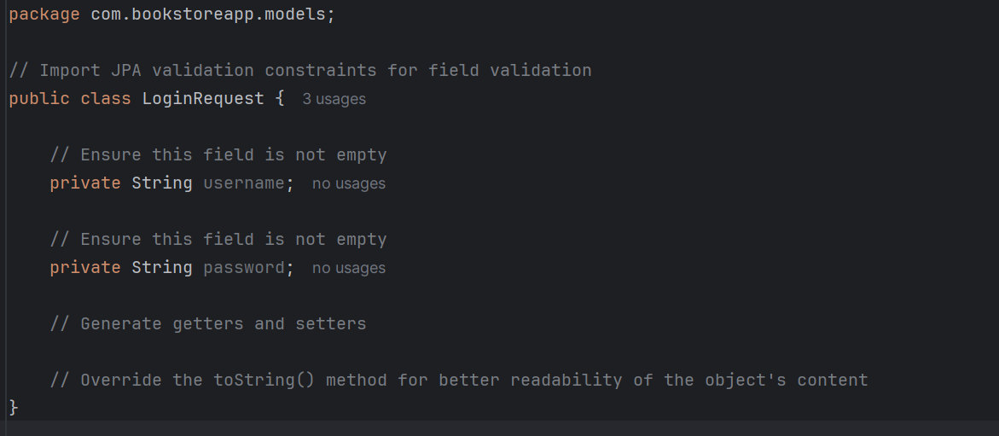 package com.bookstoreapp.models;
// Import JPA validation constraints for field validation
public class LoginRequest { 3 usages
// Ensure this field is not empty
private String username; no usages
// Ensure this field is not empty
private String password; no usages
// Generate getters and setters
// Override the toString() method for better readability of the object's content
}